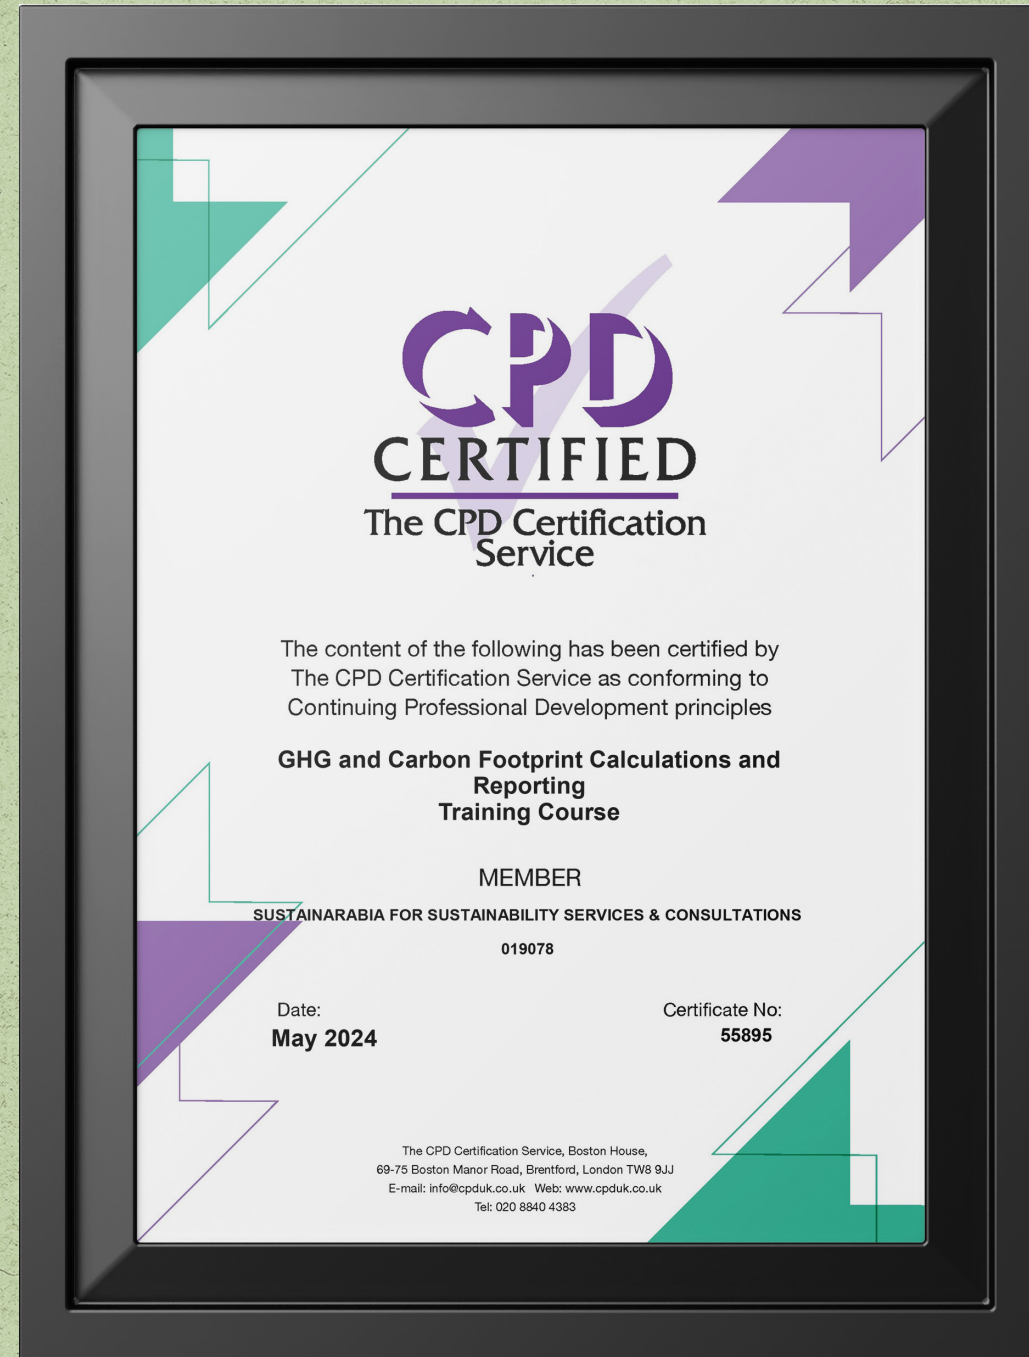 CPD
CERTIFIED
The CPD Certification
Service
The content of the following has been certified by
The CPD Certification Service as conforming to
Continuing Professional Development principles
GHG and Carbon Footprint Calculations and
Reporting
Training Course
MEMBER
SUSTAINARABIA FOR SUSTAINABILITY SERVICES & CONSULTATIONS
019078
Date:
May 2024
Certificate No:
55895
The CPD Certification Service, Boston House,
69-75 Boston Manor Road, Brentford, London TW8 9JJ
E-mail: info@cpduk.co.uk Web: www.cpduk.co.uk
Tel: 020 8840 4383